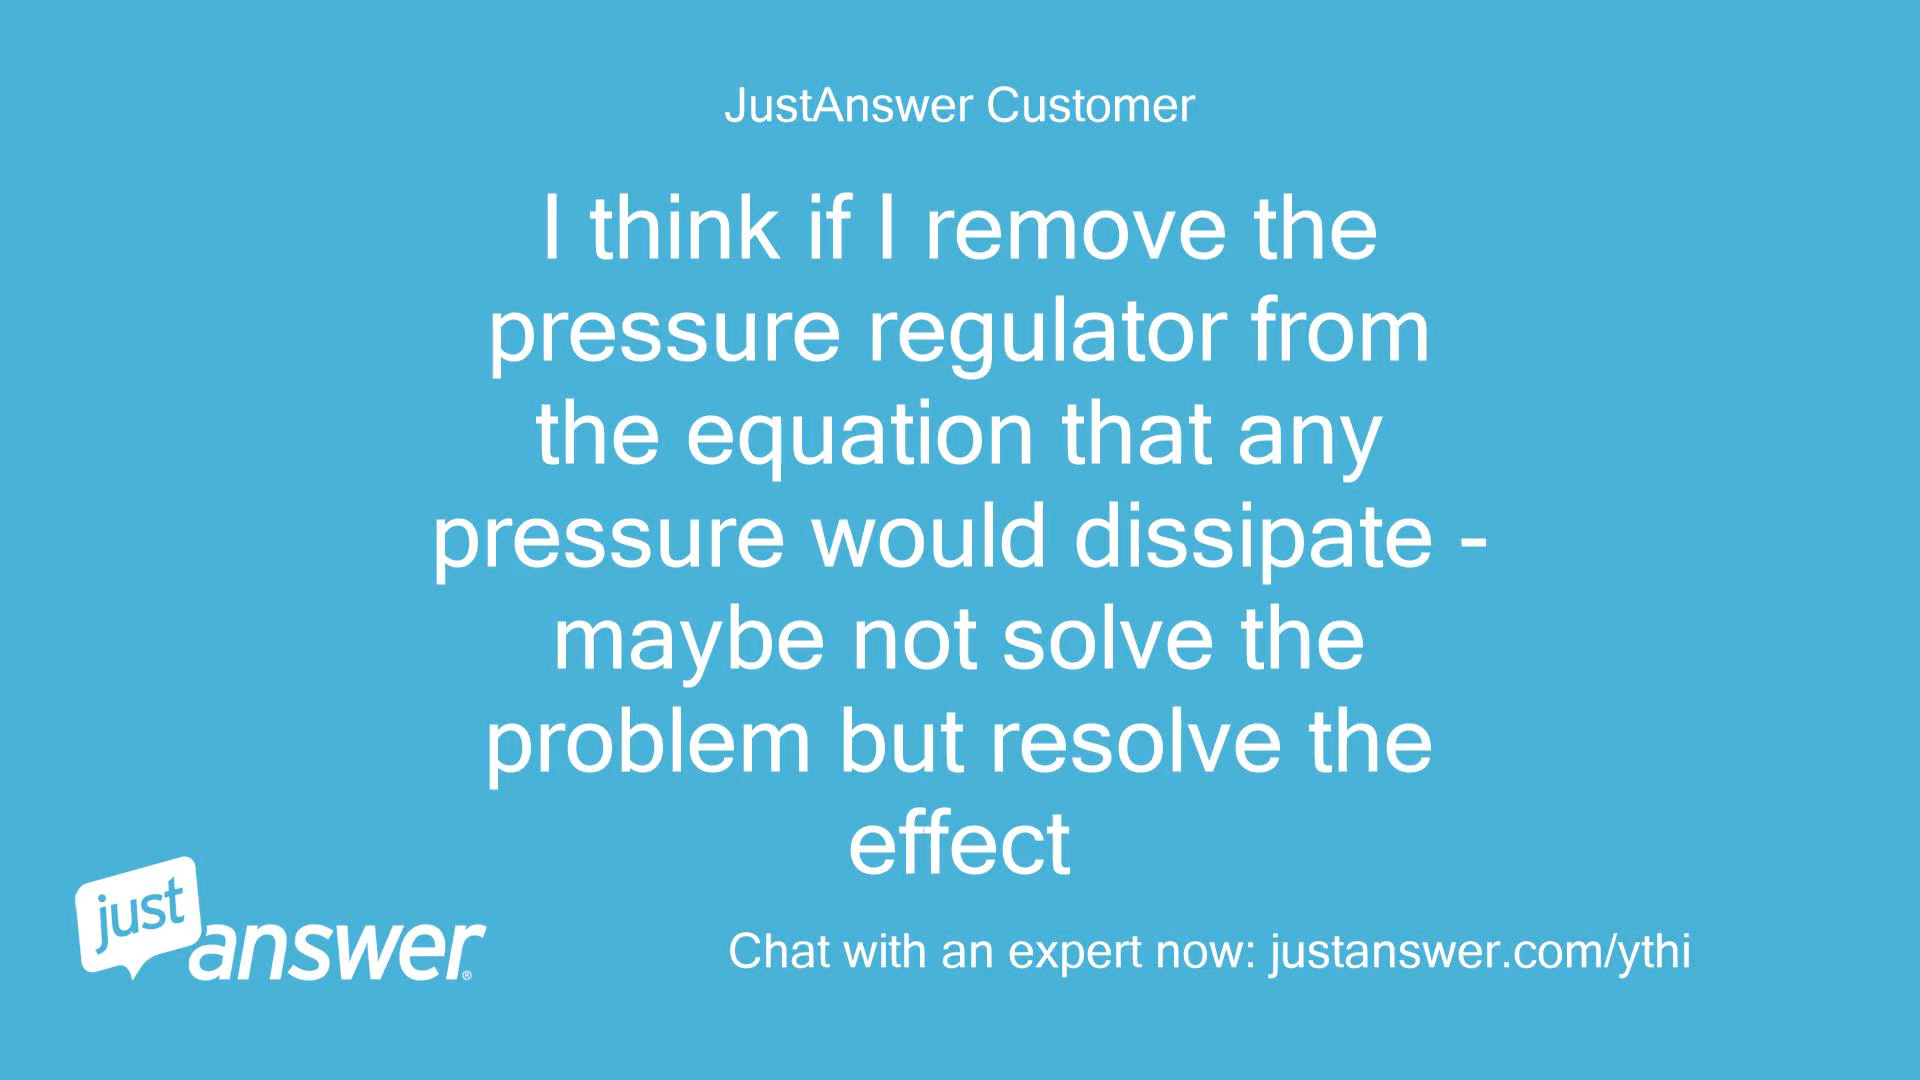 JustAnswer Customer
I think if I remove the
pressure regulator from
the equation that any
pressure would dissipate -
maybe not solve the
problem but resolve the
effect
just
answer®
Chat with an expert now: justanswer.com/ythi